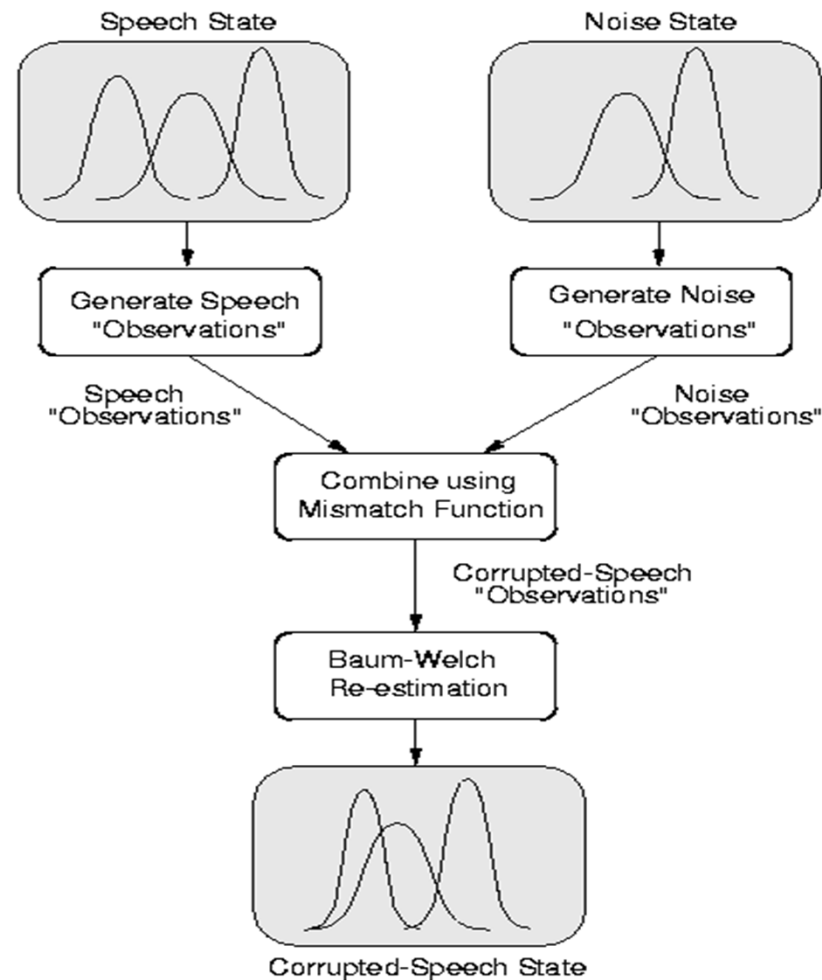 Speech State
Noise State
Generate Speech
"Observations"
Generate Noise
"Observations"
Speech
"Observations"
Noise
"Observations"
Combine using
Mismatch Function
Corrupted-Speech
"Observations"
Baum-Welch
Re-estimation
Corrupted-Speech State